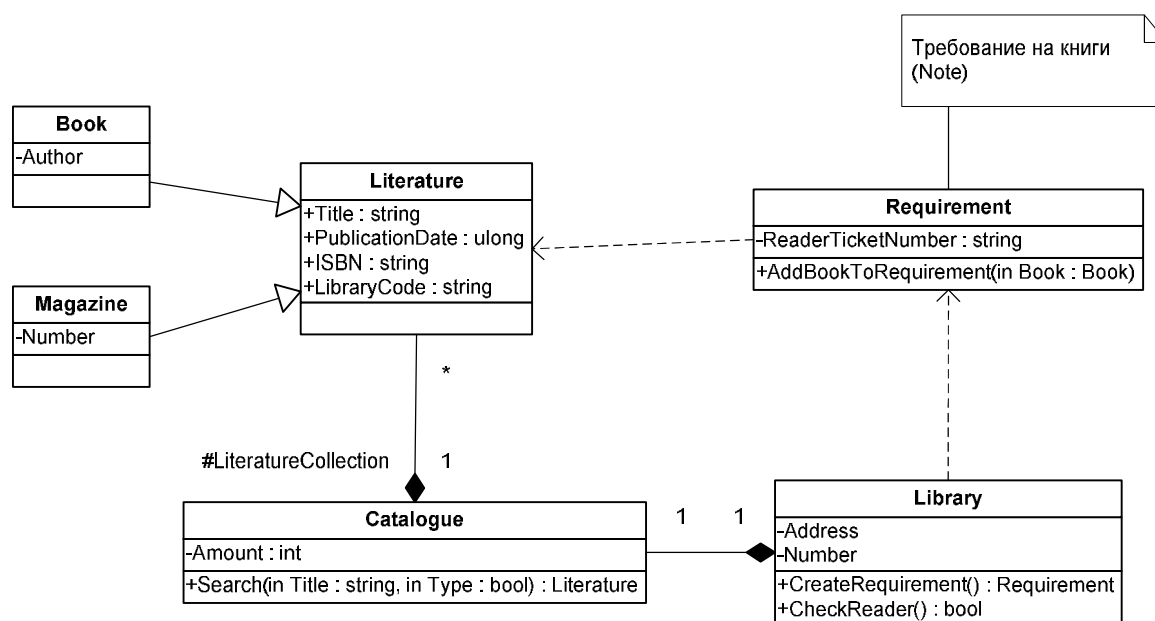 Требование на книги
(Note)
Book
-Author
Literature
+Title : string
+PublicationDate : ulong
+ISBN : string
+LibraryCode : string
Requirement
-ReaderTicketNumber : string
+AddBookToRequirement(in Book : Book)
Magazine
-Number
*
#LiteratureCollection
1
Catalogue
-Amount : int
+Search(in Title : string, in Type : bool) : Literature
1
1
Library
-Address
-Number
+CreateRequirement() : Requirement
+CheckReader() : bool